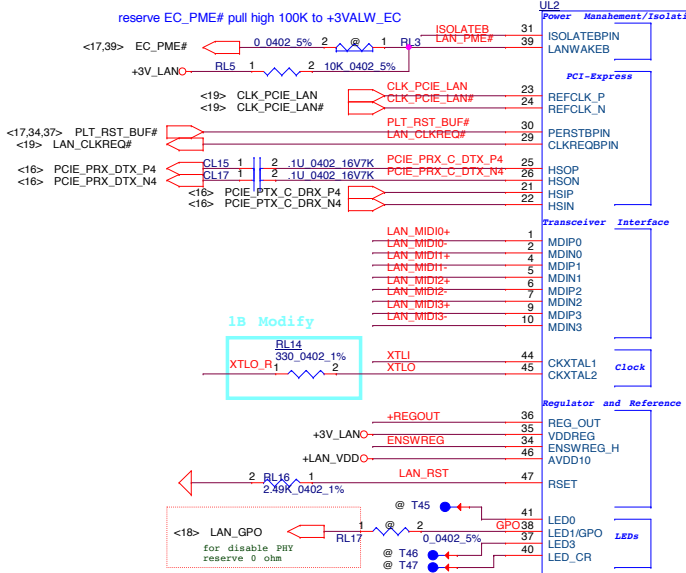 UL2
reserve EC_PME# pull high 100K to +3VALW_EC
Power Manahement/Isolati
ISOLATEB 31 ISOLATEBPIN
<17,39> EC_PME# 0_0402_5% 2 @ 1 RL3 LAN_PME# 39 LANWAKEB
+3V_LAN RL5 1 2 10K_0402_5%
PCI-Express
<19> CLK_PCIE_LAN CLK_PCIE_LAN 23 REFCLK_P
<19> CLK_PCIE_LAN# CLK_PCIE_LAN# 24 REFCLK_N
<17,34,37> PLT_RST_BUF# PLT_RST_BUF# 30 PERSTBPIN
<19> LAN_CLKREQ# LAN_CLKREQ# 29 CLKREQBPIN
<16> PCIE_PRX_DTX_P4 CL15 1 2 .1U_0402_16V7K PCIE_PRX_C_DTX_P4 25 HSOP
<16> PCIE_PRX_DTX_N4 CL17 1 2 .1U_0402_16V7K PCIE_PRX_C_DTX_N4 26 HSON
<16> PCIE_PTX_C_DRX_P4 21 HSIP
<16> PCIE_PTX_C_DRX_N4 22 HSIN
Transceiver Interface
LAN_MIDI0+ 1 MDIP0
LAN_MIDI0- 2 MDIN0
LAN_MIDI1+ 4 MDIP1
LAN_MIDI1- 5 MDIN1
LAN_MIDI2+ 6 MDIP2
LAN_MIDI2- 7 MDIN2
LAN_MIDI3+ 9 MDIP3
LAN_MIDI3- 10 MDIN3
1B Modify
RL14
330_0402_1%
XTLI 44 CKXTAL1
XTLO_R 1 2 XTLO 45 CKXTAL2
Clock
Regulator and Reference
+REGOUT 36 REG_OUT
+3V_LAN 35 VDDREG
ENSWREG 34 ENSWREG_H
+LAN_VDD 46 AVDD10
2 RL16 1 LAN_RST 47 RSET
2.49K_0402_1%
@ T45 41 LED0
<18> LAN_GPO 1 @ 2 GPO 38 LED1/GPO
RL17 0_0402_5% 37 LED3
LEDs
for disable PHY
reserve 0 ohm
@ T46 40 LED_CR
@ T47